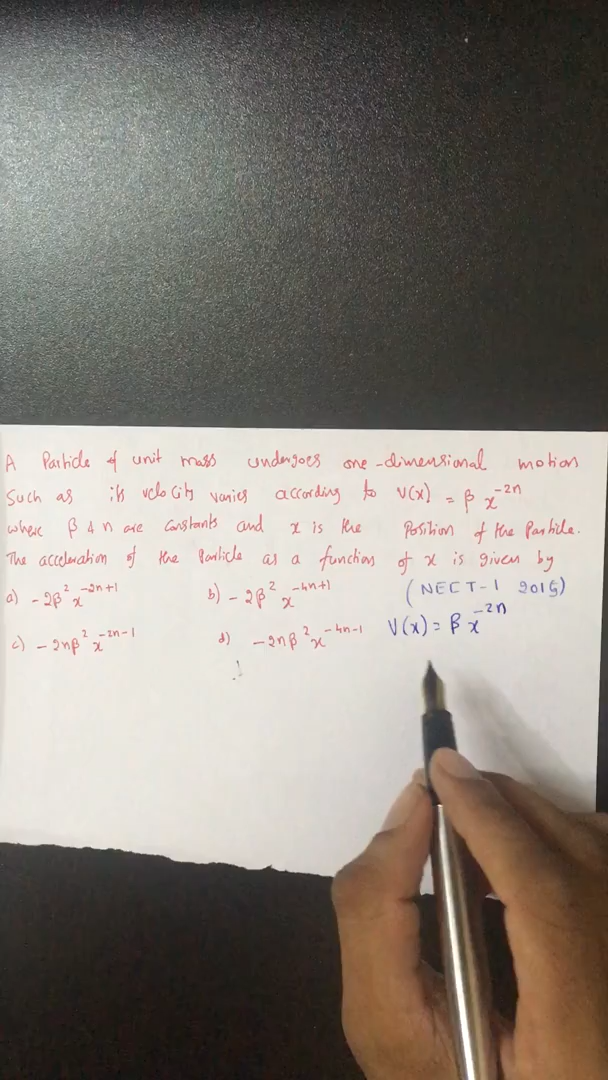 A Particle of unit mass undergoes one-dimensional motion
Such as its velocity varies according to V(x) = β x⁻²ⁿ
where β & n are constants and x is the Position of the Particle.
The acceleration of the Particle as a function of x is given by
a) -2β² x⁻²ⁿ⁺¹ b) -2β² x⁻⁴ⁿ⁺¹ (NECT-1 2015)
c) -2nβ² x⁻²ⁿ⁻¹ d) -2nβ² x⁻⁴ⁿ⁻¹ V(x) = β x⁻²ⁿ